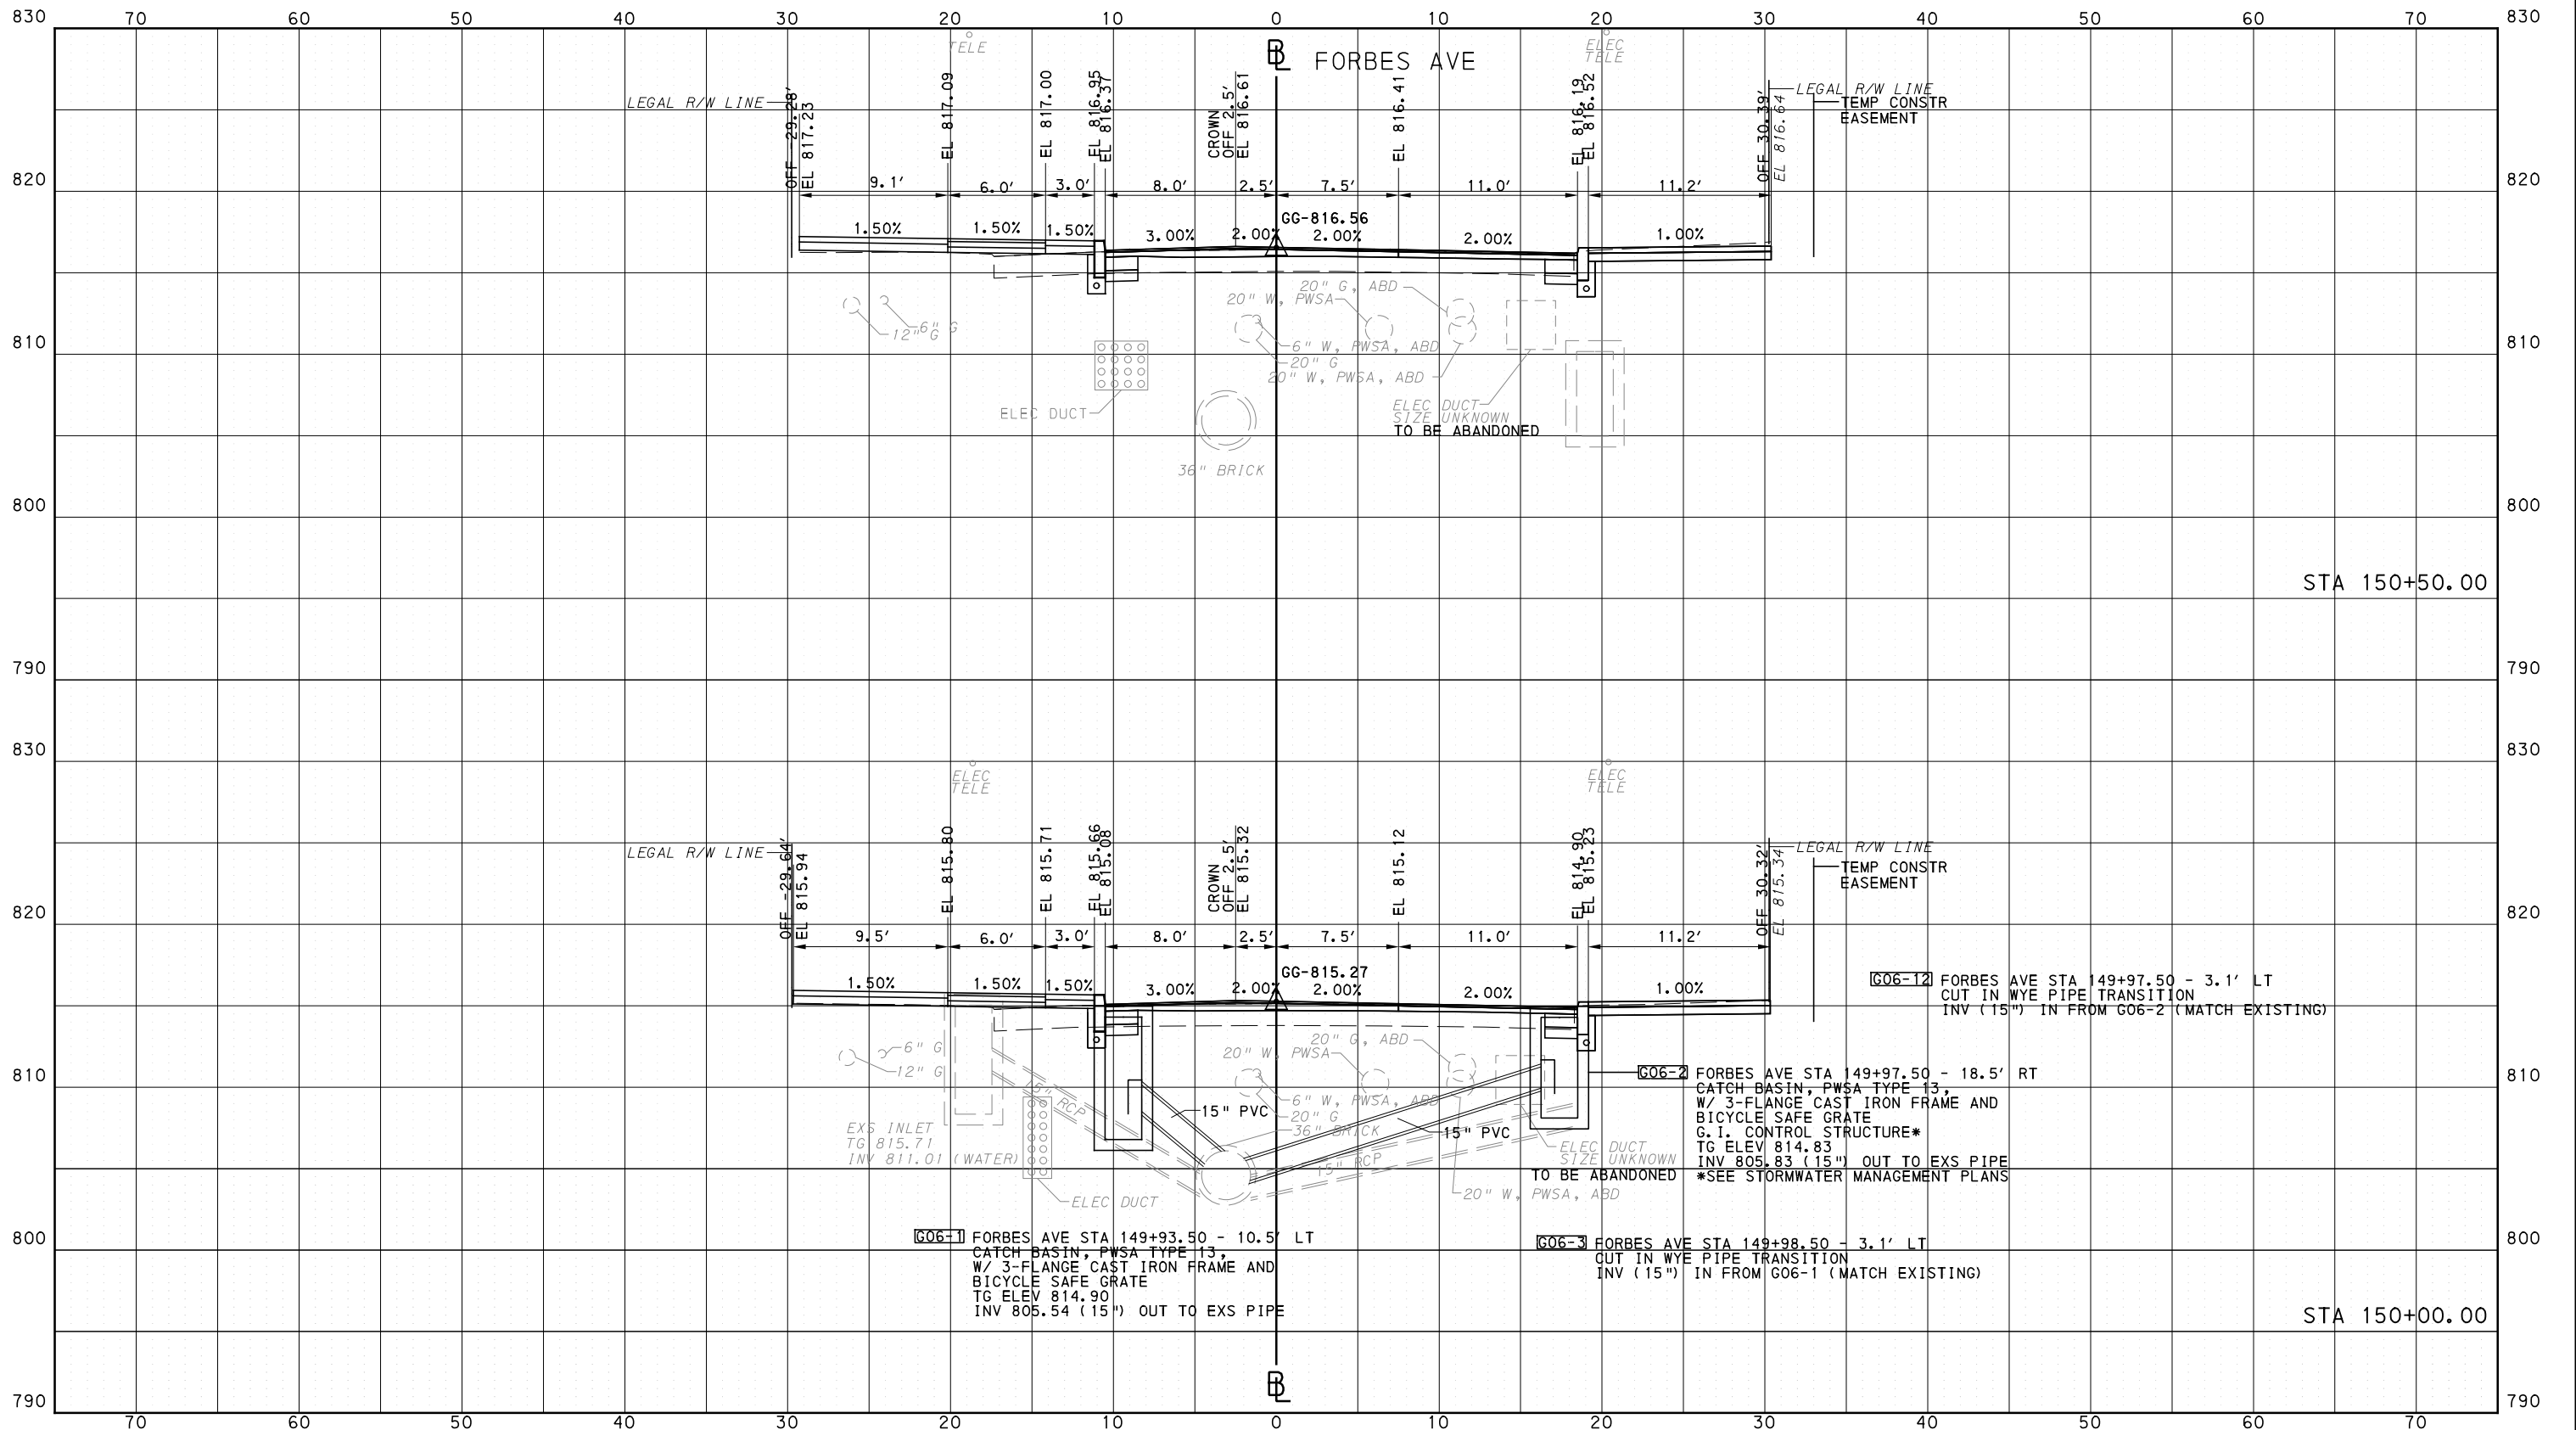 830 70 60 50 40 30 20 10 0 10 20 30 40 50 60 70 830
TELE
ELEC
TELE
FORBES AVE
LEGAL R/W LINE
OFF -29.28'
EL 817.23
EL 817.09
EL 817.00
EL 816.95
EL 816.37
CROWN
OFF 2.5'
EL 816.61
EL 816.41
EL 816.19
EL 816.52
OFF 30.39'
EL 816.64
LEGAL R/W LINE
TEMP CONSTR
EASEMENT
820 820
9.1' 6.0' 3.0' 8.0' 2.5' 7.5' 11.0' 11.2'
GG-816.56
1.50% 1.50% 1.50% 3.00% 2.00% 2.00% 2.00% 1.00%
6" G
12" G
20" G, ABD
20" W, PWSA
6" W, PWSA, ABD
20" G
20" W, PWSA, ABD
810 810
ELEC DUCT
ELEC DUCT
SIZE UNKNOWN
TO BE ABANDONED
36" BRICK
800 800
STA 150+50.00
790 790
830 830
ELEC
TELE
ELEC
TELE
LEGAL R/W LINE
OFF -29.64'
EL 815.94
EL 815.80
EL 815.71
EL 815.66
EL 815.08
CROWN
OFF 2.5'
EL 815.32
EL 815.12
EL 814.90
EL 815.23
OFF 30.32'
EL 815.34
LEGAL R/W LINE
TEMP CONSTR
EASEMENT
820 820
9.5' 6.0' 3.0' 8.0' 2.5' 7.5' 11.0' 11.2'
GG-815.27
1.50% 1.50% 1.50% 3.00% 2.00% 2.00% 2.00% 1.00%
G06-12 FORBES AVE STA 149+97.50 - 3.1' LT
CUT IN WYE PIPE TRANSITION
INV (15") IN FROM G06-2 (MATCH EXISTING)
6" G
12" G
20" G, ABD
20" W, PWSA
6" W, PWSA, ABD
20" G
36" BRICK
15" RCP
15" PVC
15" PVC
15" RCP
810 810
EXS INLET
TG 815.71
INV 811.01 (WATER)
ELEC DUCT
ELEC DUCT
SIZE UNKNOWN
TO BE ABANDONED
20" W, PWSA, ABD
G06-2 FORBES AVE STA 149+97.50 - 18.5' RT
CATCH BASIN, PWSA TYPE 13,
W/ 3-FLANGE CAST IRON FRAME AND
BICYCLE SAFE GRATE
G.I. CONTROL STRUCTURE*
TG ELEV 814.83
INV 805.83 (15") OUT TO EXS PIPE
*SEE STORMWATER MANAGEMENT PLANS
800 800
G06-1 FORBES AVE STA 149+93.50 - 10.5' LT
CATCH BASIN, PWSA TYPE 13,
W/ 3-FLANGE CAST IRON FRAME AND
BICYCLE SAFE GRATE
TG ELEV 814.90
INV 805.54 (15") OUT TO EXS PIPE
G06-3 FORBES AVE STA 149+98.50 - 3.1' LT
CUT IN WYE PIPE TRANSITION
INV (15") IN FROM G06-1 (MATCH EXISTING)
STA 150+00.00
790 790
70 60 50 40 30 20 10 0 10 20 30 40 50 60 70